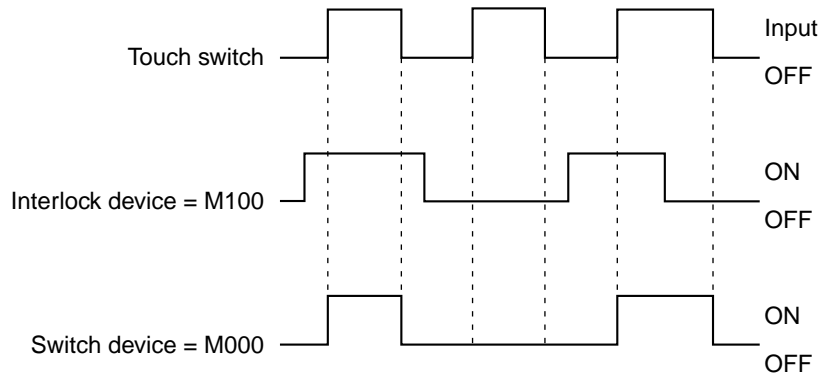 Input
Touch switch
OFF
ON
Interlock device = M100
OFF
ON
Switch device = M000
OFF